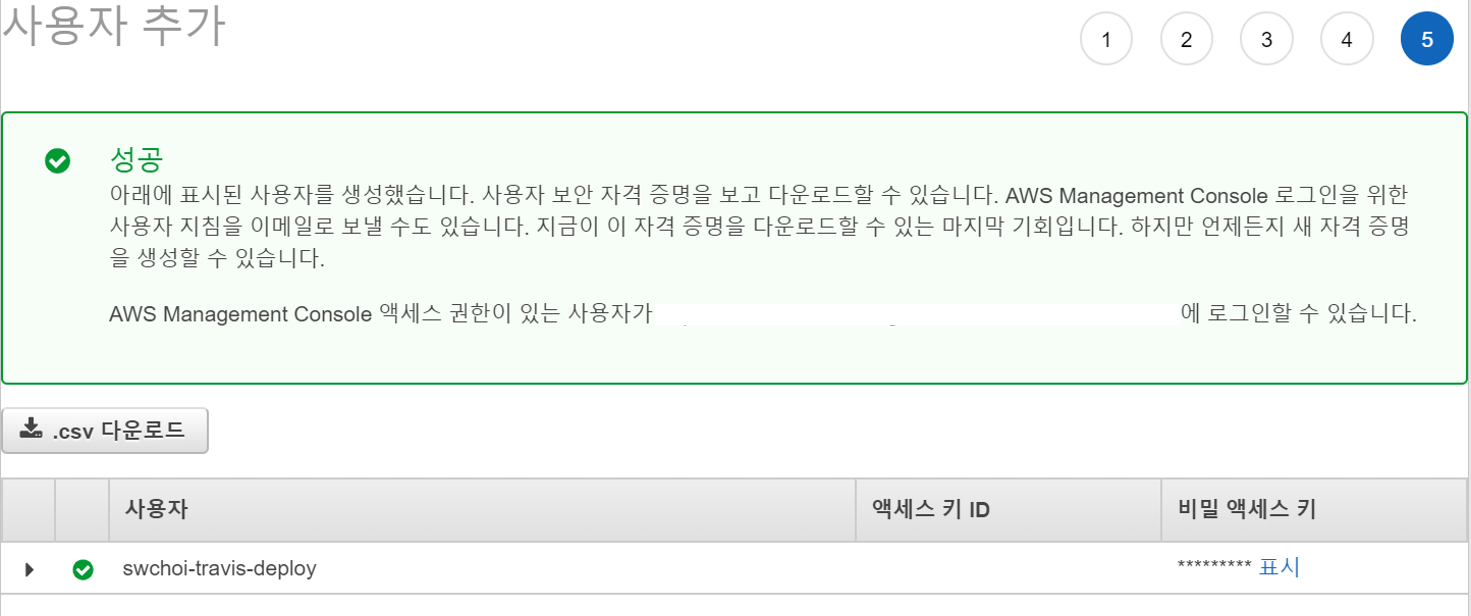 사용자 추가
1 2 3 4 5
성공
아래에 표시된 사용자를 생성했습니다. 사용자 보안 자격 증명을 보고 다운로드할 수 있습니다. AWS Management Console 로그인을 위한
사용자 지침을 이메일로 보낼 수도 있습니다. 지금이 이 자격 증명을 다운로드할 수 있는 마지막 기회입니다. 하지만 언제든지 새 자격 증명
을 생성할 수 있습니다.
AWS Management Console 액세스 권한이 있는 사용자가 에 로그인할 수 있습니다.
.csv 다운로드
사용자 액세스 키 ID 비밀 액세스 키
swchoi-travis-deploy ********* 표시